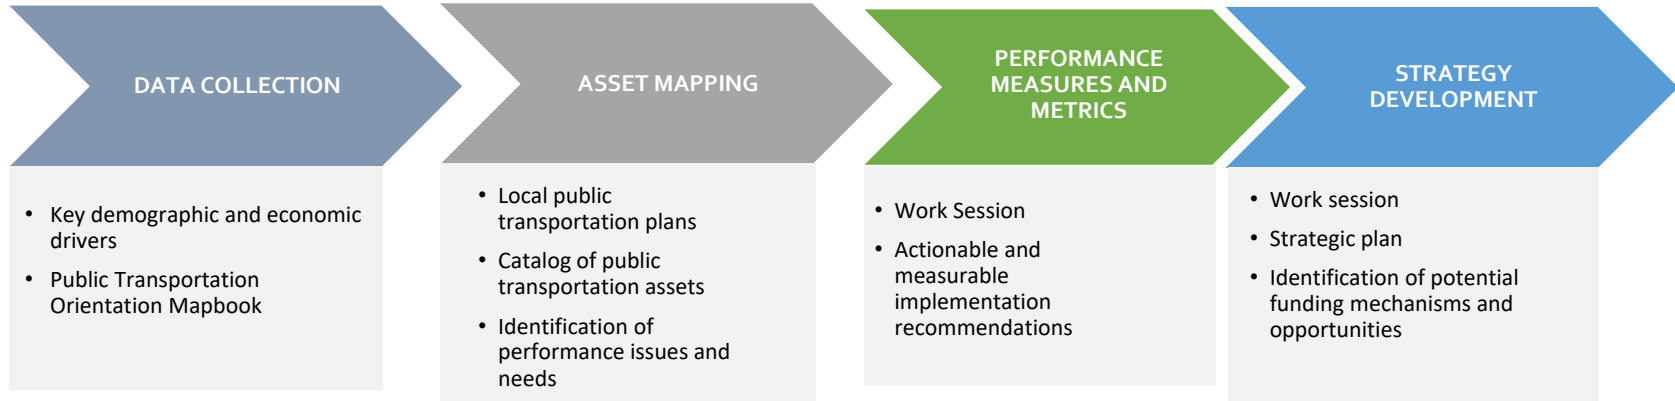 DATA COLLECTION
• Key demographic and economic
drivers
• Public Transportation
Orientation Mapbook
ASSET MAPPING
• Local public
transportation plans
• Catalog of public
transportation assets
• Identification of
performance issues and
needs
PERFORMANCE
MEASURES AND
METRICS
• Work Session
• Actionable and
measurable
implementation
recommendations
STRATEGY
DEVELOPMENT
• Work session
• Strategic plan
• Identification of potential
funding mechanisms and
opportunities